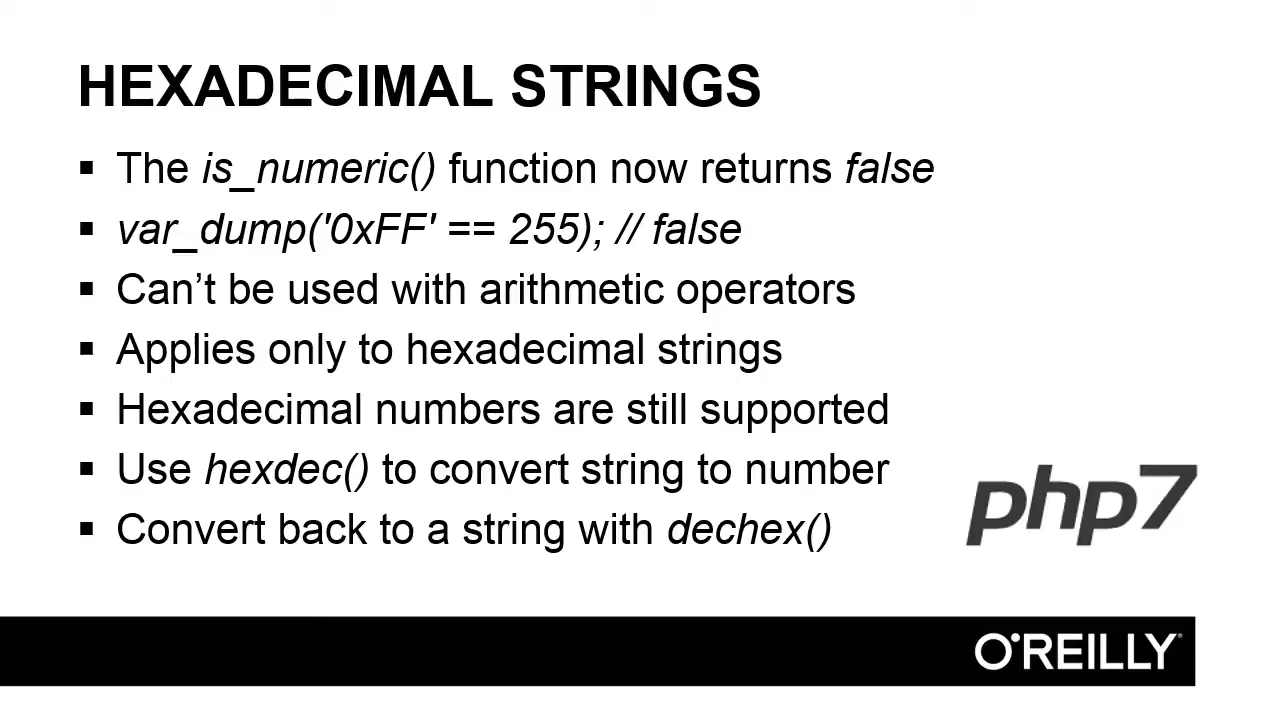 HEXADECIMAL STRINGS
▪ The is_numeric() function now returns false
▪ var_dump('0xFF' == 255); // false
▪ Can’t be used with arithmetic operators
▪ Applies only to hexadecimal strings
▪ Hexadecimal numbers are still supported
▪ Use hexdec() to convert string to number
▪ Convert back to a string with dechex()
php7
O'REILLY®